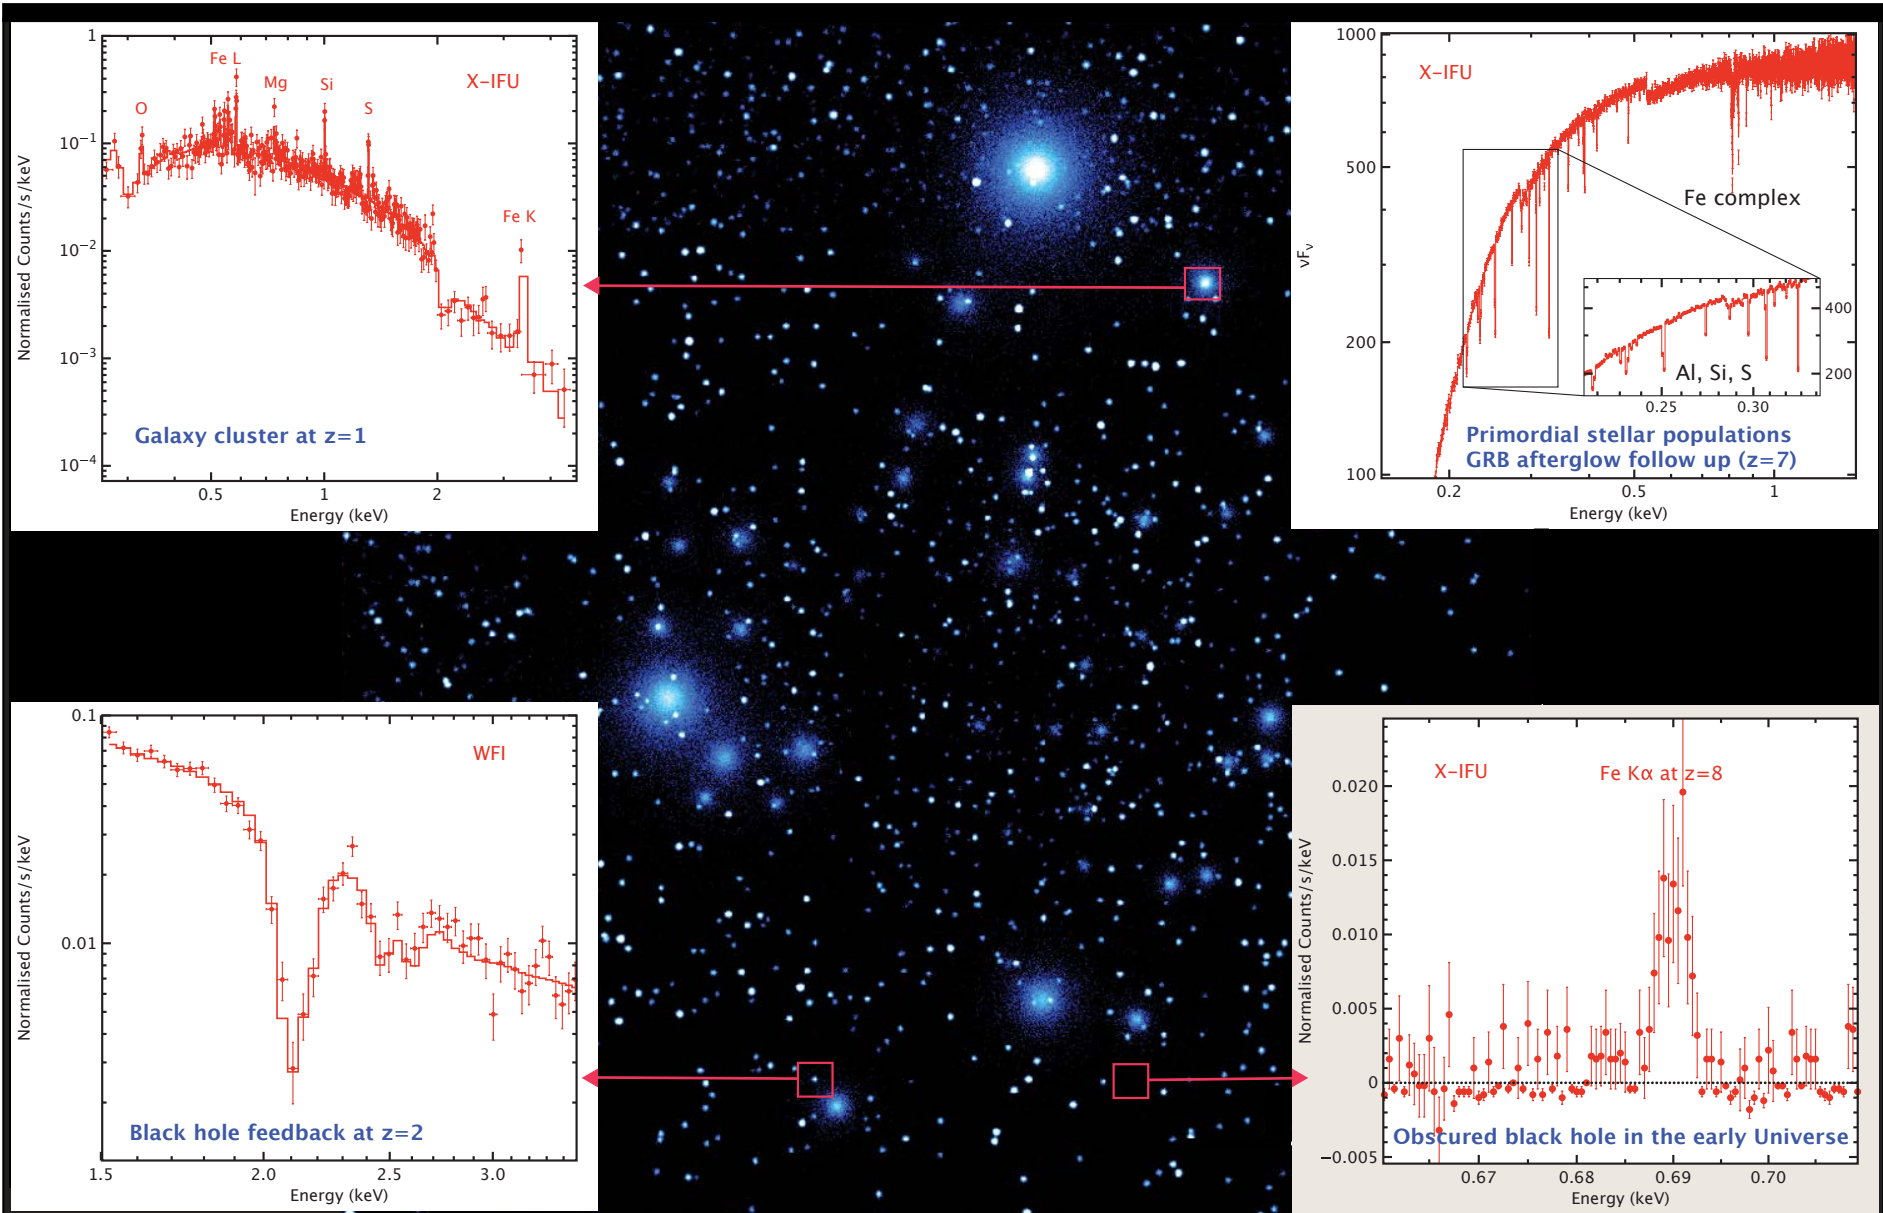 1
10−1
10−2
10−3
10−4
Normalised Counts/s/keV
O
Fe L
Mg
Si
S
X-IFU
Fe K
Galaxy cluster at z=1
0.5
1
2
Energy (keV)
1000
500
300
200
100
νFν
X-IFU
Fe complex
400
200
Al, Si, S
0.25
0.30
Primordial stellar populations
GRB afterglow follow up (z=7)
0.2
0.5
1
Energy (keV)
0.1
0.01
Normalised Counts/s/keV
WFI
Black hole feedback at z=2
1.5
2.0
2.5
3.0
Energy (keV)
0.020
0.015
0.010
0.005
0
−0.005
Normalised Counts/s/keV
X-IFU
Fe Kα at z=8
Obscured black hole in the early Universe
0.67
0.68
0.69
0.70
Energy (keV)